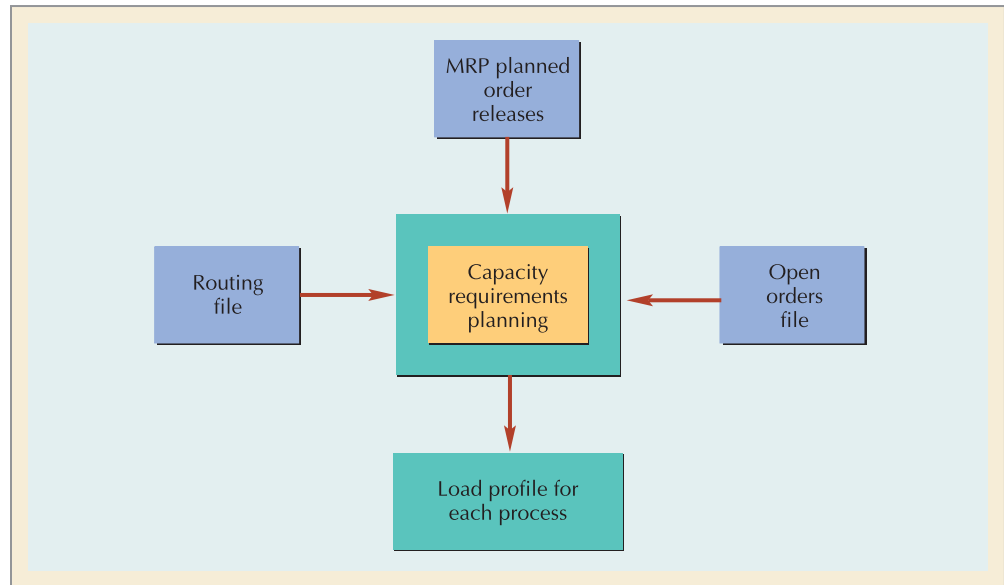 MRP planned
order
releases
Routing
file
Capacity
requirements
planning
Open
orders
file
Load profile for
each process